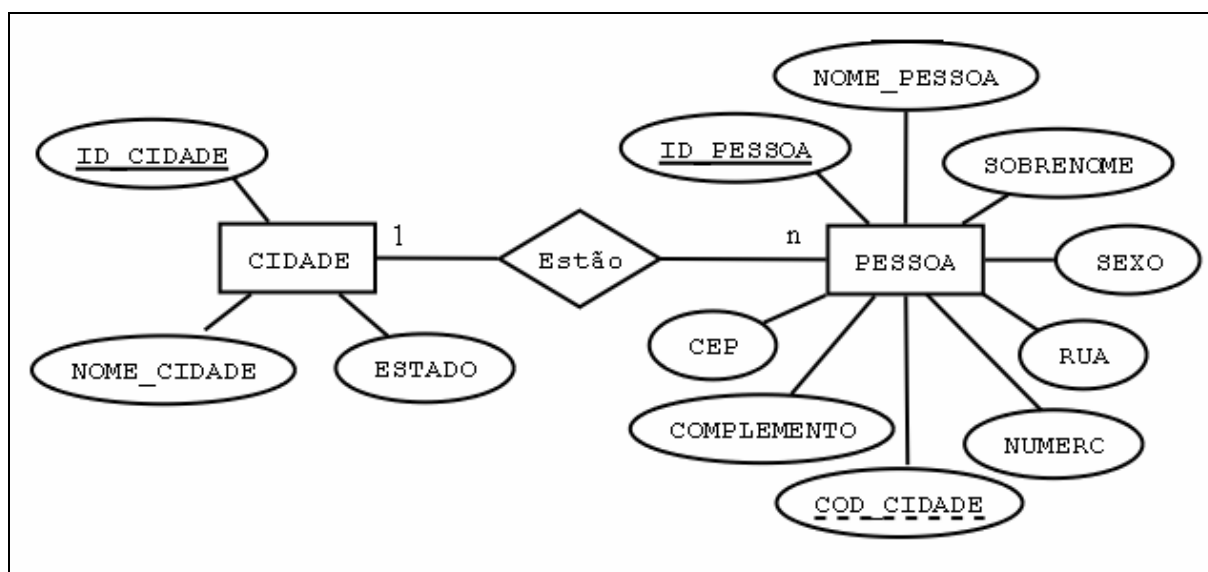 NOME_PESSOA
ID_CIDADE
ID_PESSOA
SOBRENOME
1
n
CIDADE
Estão
PESSOA
SEXO
CEP
RUA
NOME_CIDADE
ESTADO
COMPLEMENTO
NUMERC
COD_CIDADE